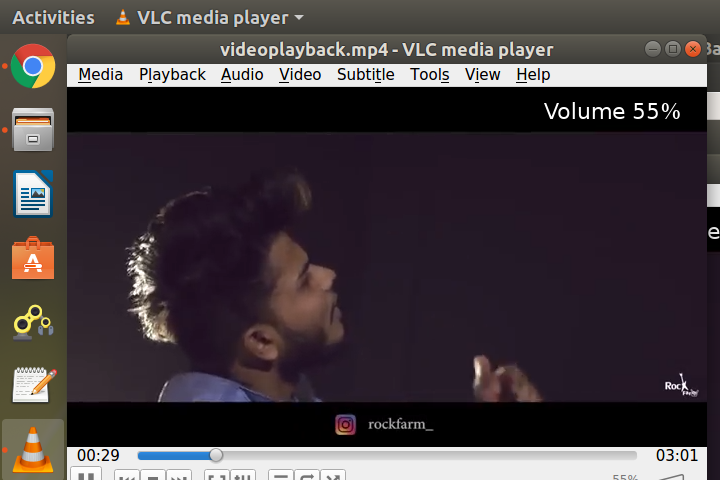 Activities VLC media player
videoplayback.mp4 - VLC media player
Media Playback Audio Video Subtitle Tools View Help
Volume 55%
Rock
rockfarm_
00:29 03:01
55%